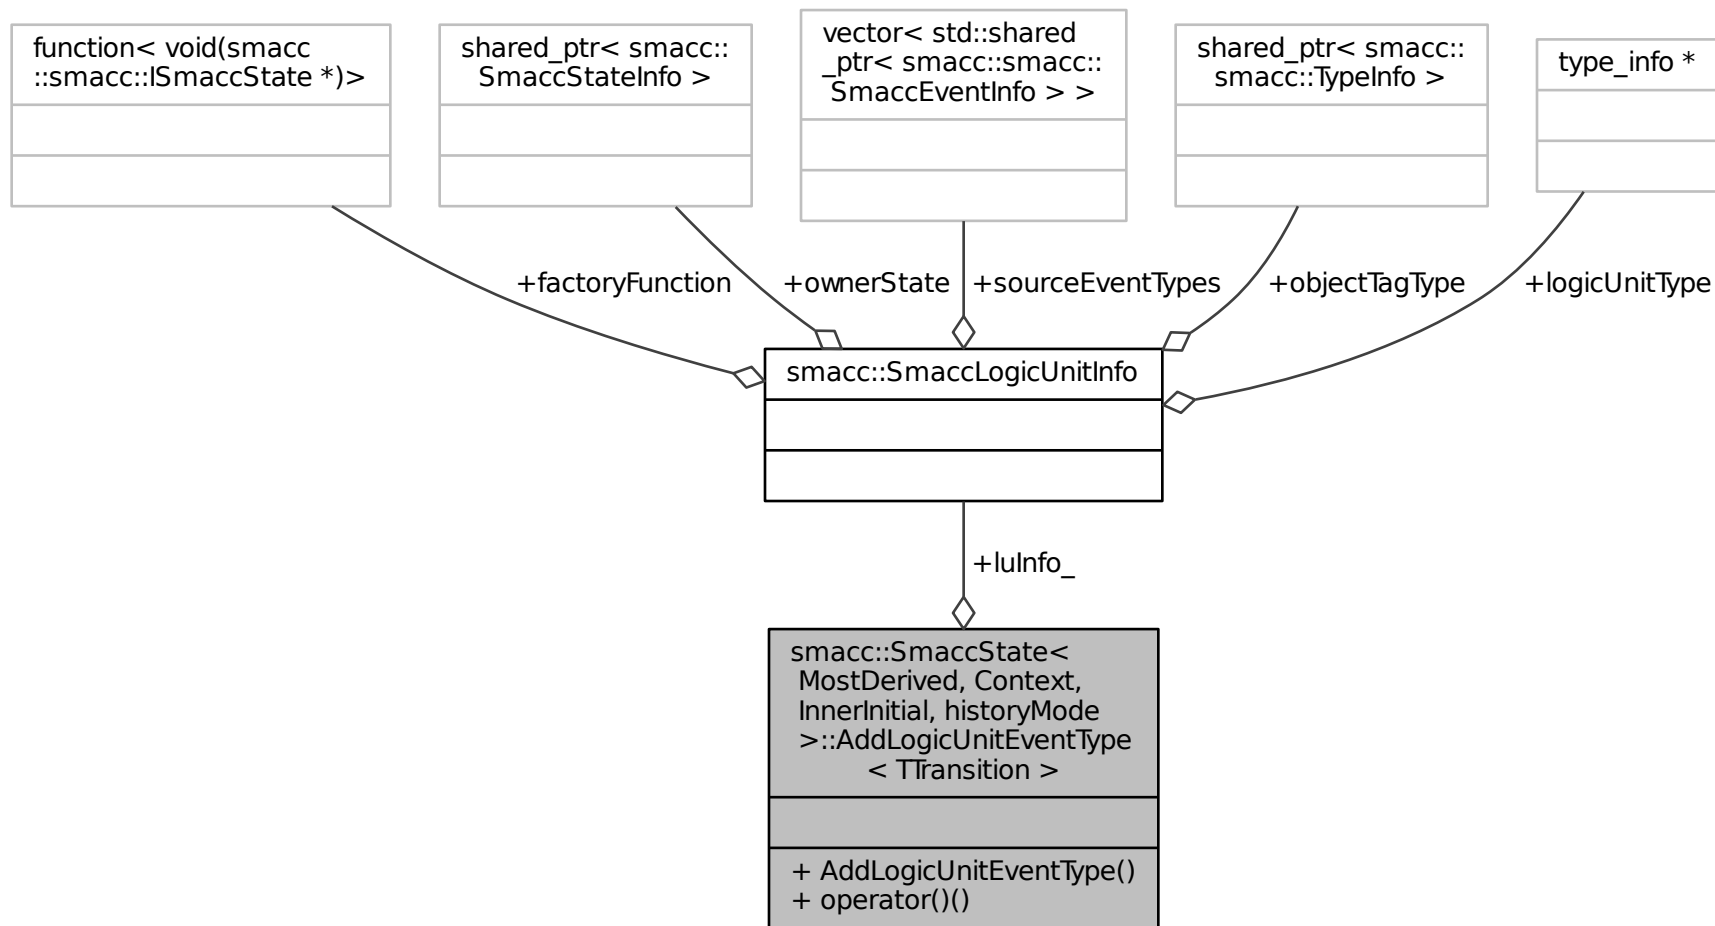 function< void(smacc
::smacc::ISmaccState *)>
shared_ptr< smacc::
SmaccStateInfo >
vector< std::shared
_ptr< smacc::smacc::
SmaccEventInfo > >
shared_ptr< smacc::
smacc::TypeInfo >
type_info *
+factoryFunction
+ownerState
+sourceEventTypes
+objectTagType
+logicUnitType
smacc::SmaccLogicUnitInfo
+luInfo_
smacc::SmaccState<
MostDerived, Context,
InnerInitial, historyMode
>::AddLogicUnitEventType
< TTransition >
+ AddLogicUnitEventType()
+ operator()()